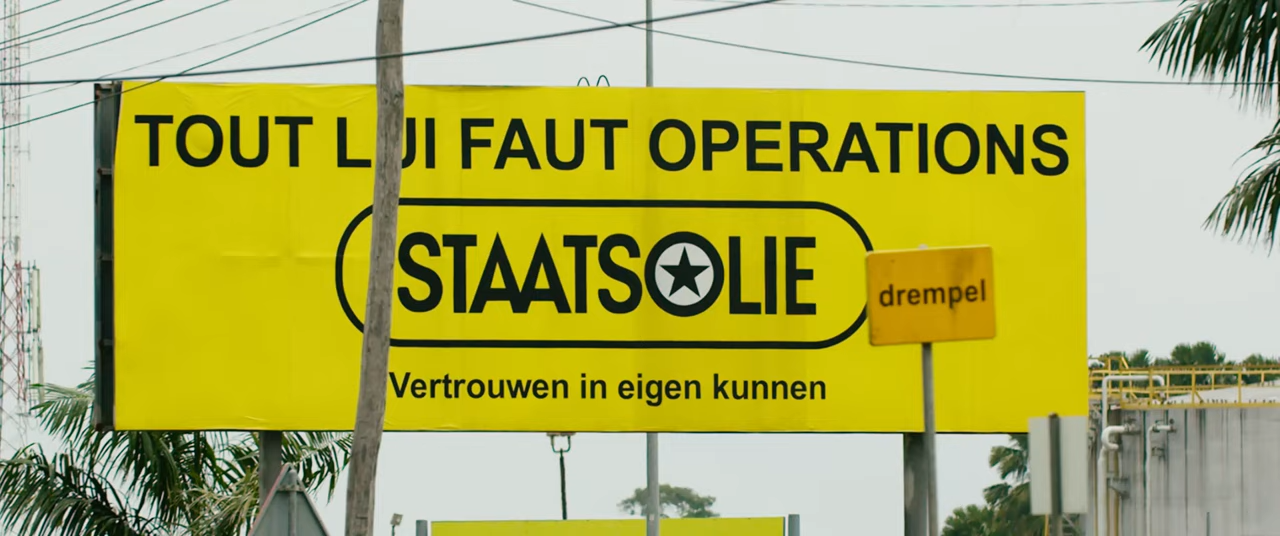 TOUT LUI FAUT OPERATIONS
STAATSOLIE
drempel
Vertrouwen in eigen kunnen